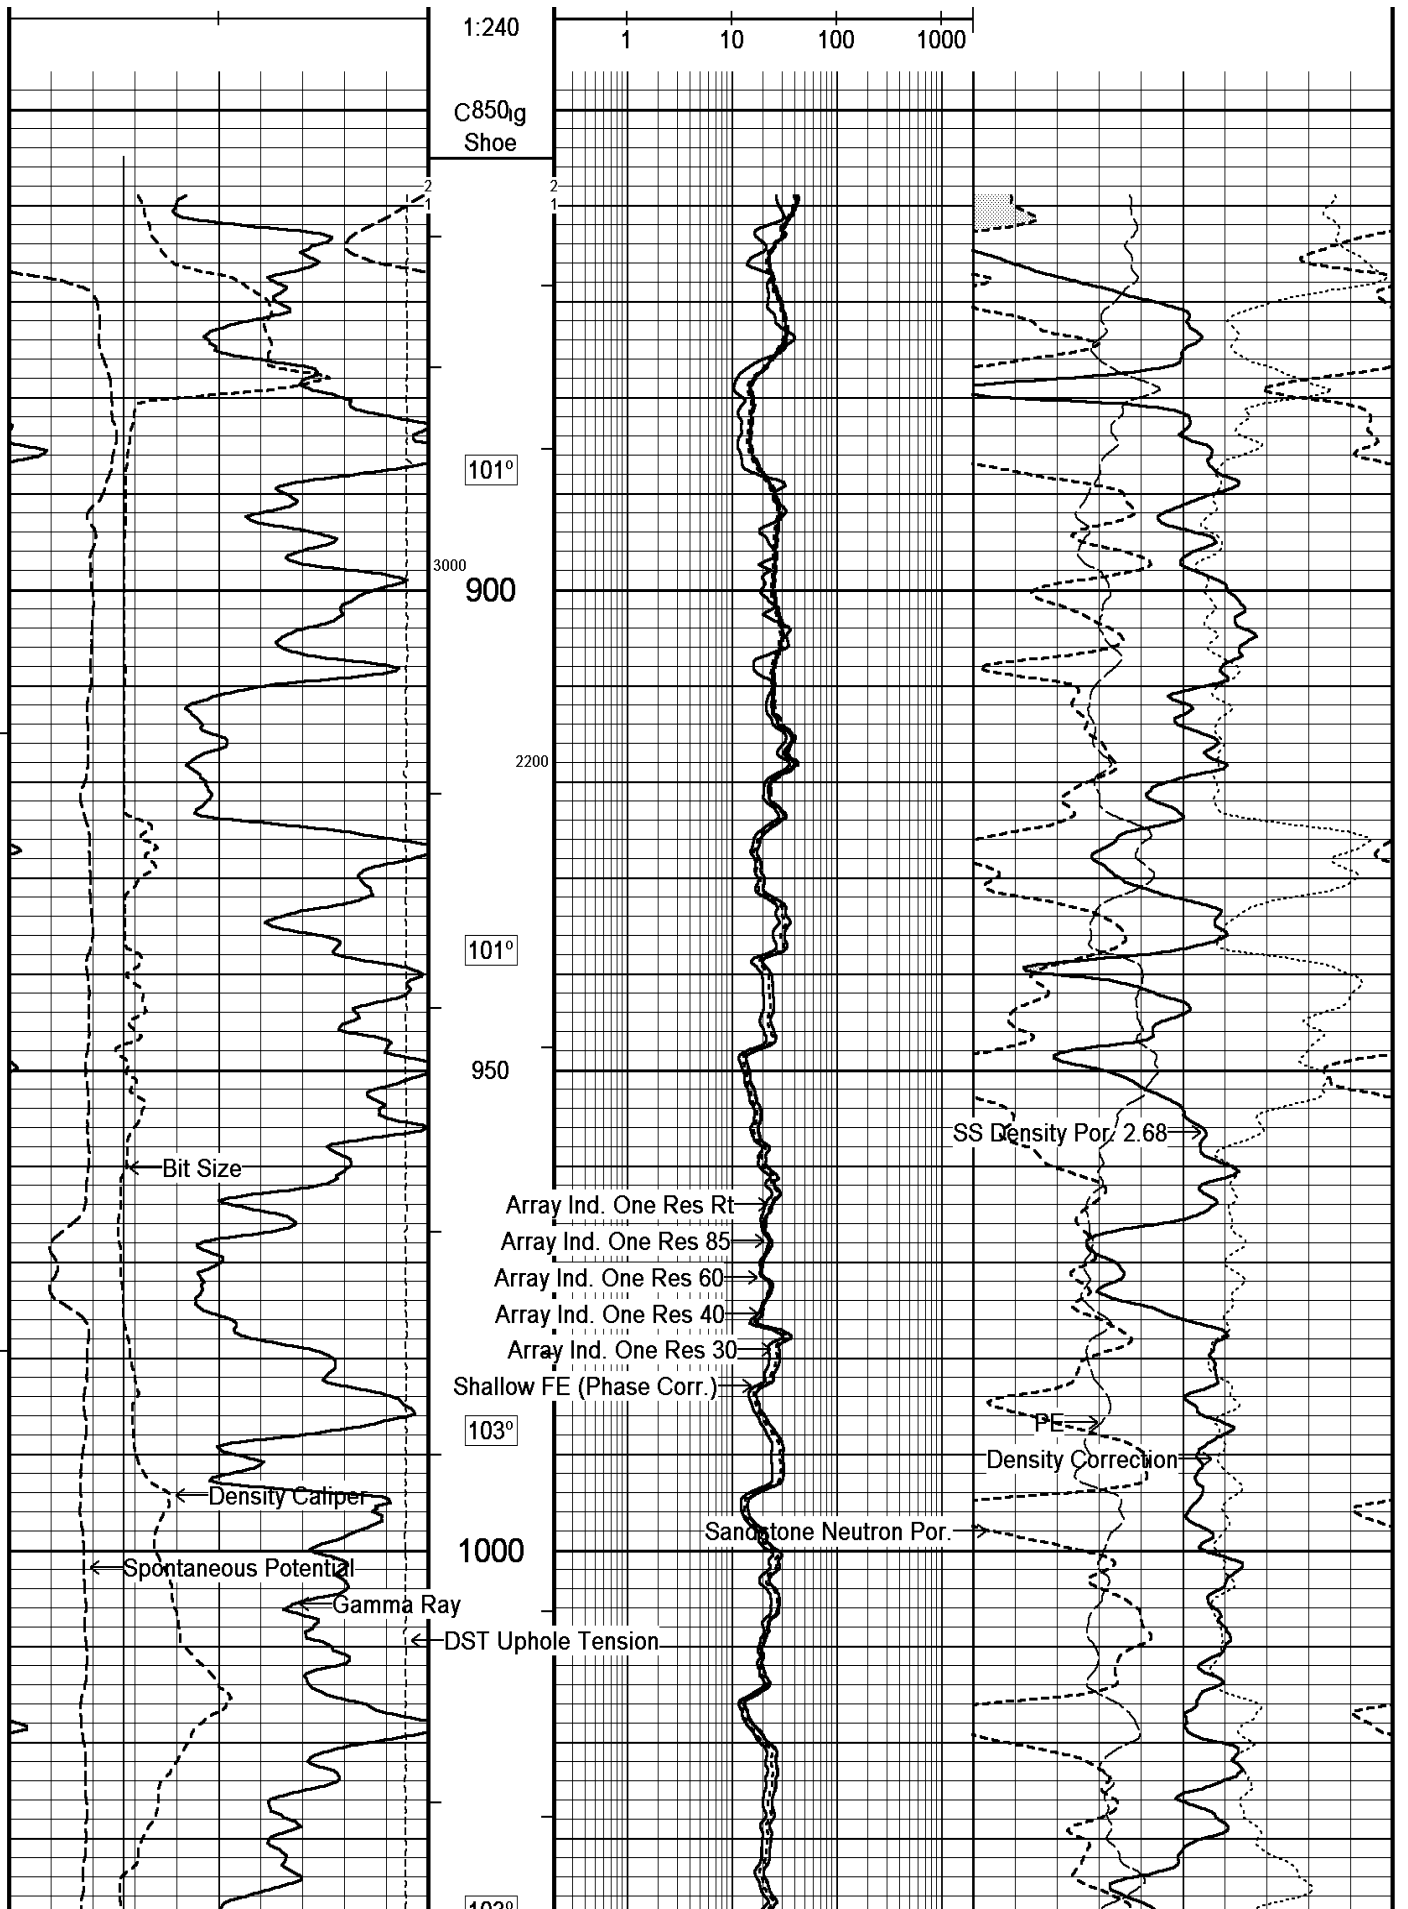 1:240
1 10 100 1000
850
Shoe
2
1
2
1
101°
3000
900
2200
101°
950
SS Density Por. 2.68
Bit Size
Array Ind. One Res Rt
Array Ind. One Res 85
Array Ind. One Res 60
Array Ind. One Res 40
Array Ind. One Res 30
Shallow FE (Phase Corr.)
PE
103°
Density Correction
Density Caliper
Sandstone Neutron Por.
1000
Spontaneous Potential
Gamma Ray
DST Uphole Tension